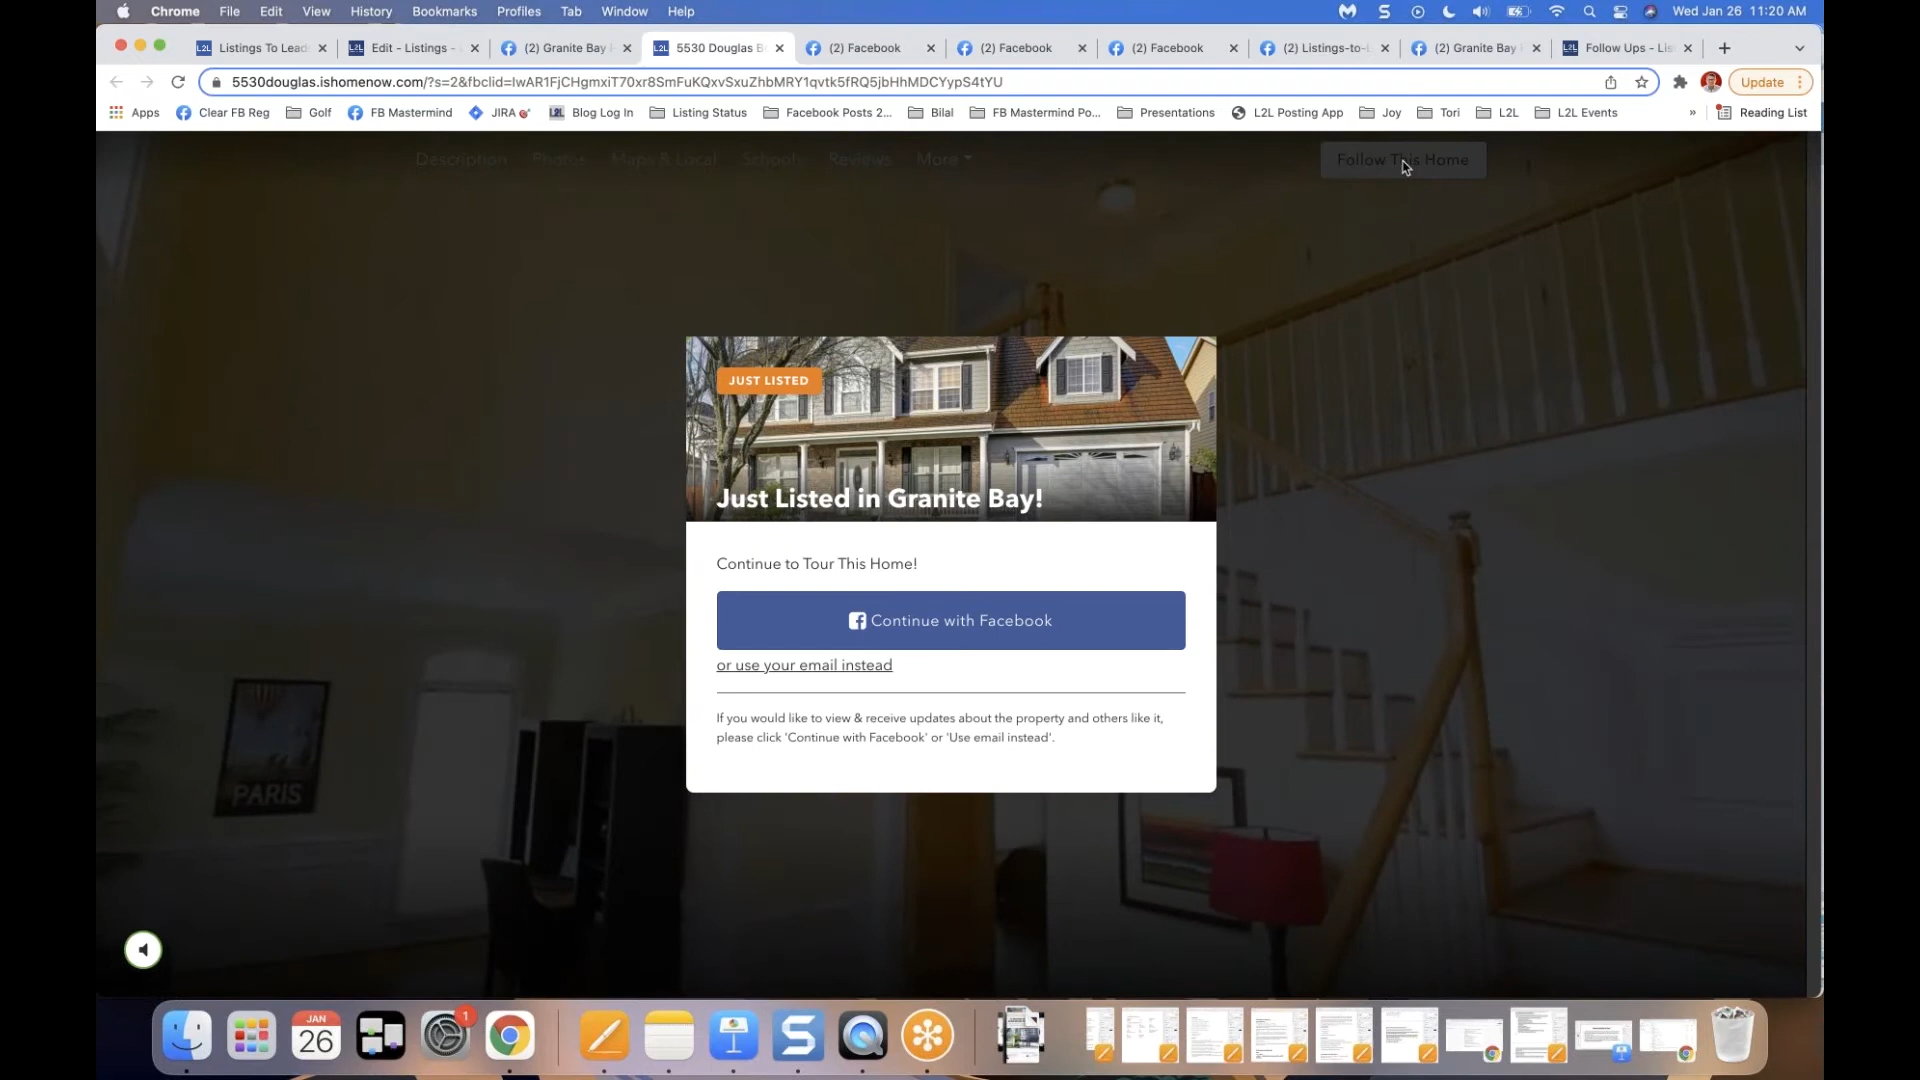 Chrome File Edit View History Bookmarks Profiles Tab Window Help Wed Jan 26 11:20 AM
Listings To Lead Edit - Listings - (2) Granite Bay 5530 Douglas B (2) Facebook (2) Facebook (2) Facebook (2) Listings-to-L (2) Granite Bay Follow Ups - Lis
5530douglas.ishomenow.com/?s=2&fbclid=IwAR1FjCHgmxiT70xr8SmFuKQxvSxuZhbMRY1qvtk5fRQ5jbHhMDCYypS4tYU Update
Apps Clear FB Reg Golf FB Mastermind JIRA L2L Blog Log In Listing Status Facebook Posts 2... Bilal FB Mastermind Po... Presentations L2L Posting App Joy Tori L2L L2L Events » Reading List
Description Photos Maps & Local Schools Reviews More Follow This Home
JUST LISTED
Just Listed in Granite Bay!
Continue to Tour This Home!
Continue with Facebook
or use your email instead
If you would like to view & receive updates about the property and others like it,
please click 'Continue with Facebook' or 'Use email instead'.
PARIS
JAN
26
1